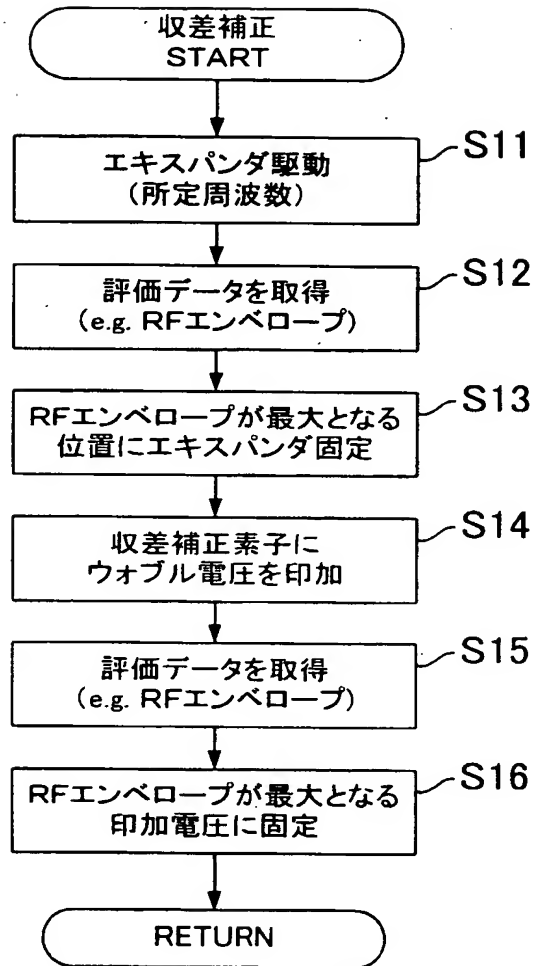 収差補正
START
エキスパンダ駆動
(所定周波数)
S11
評価データを取得
(e.g. RFエンベロープ)
S12
RFエンベロープが最大となる
位置にエキスパンダ固定
S13
収差補正素子に
ウォブル電圧を印加
S14
評価データを取得
(e.g. RFエンベロープ)
S15
RFエンベロープが最大となる
印加電圧に固定
S16
RETURN